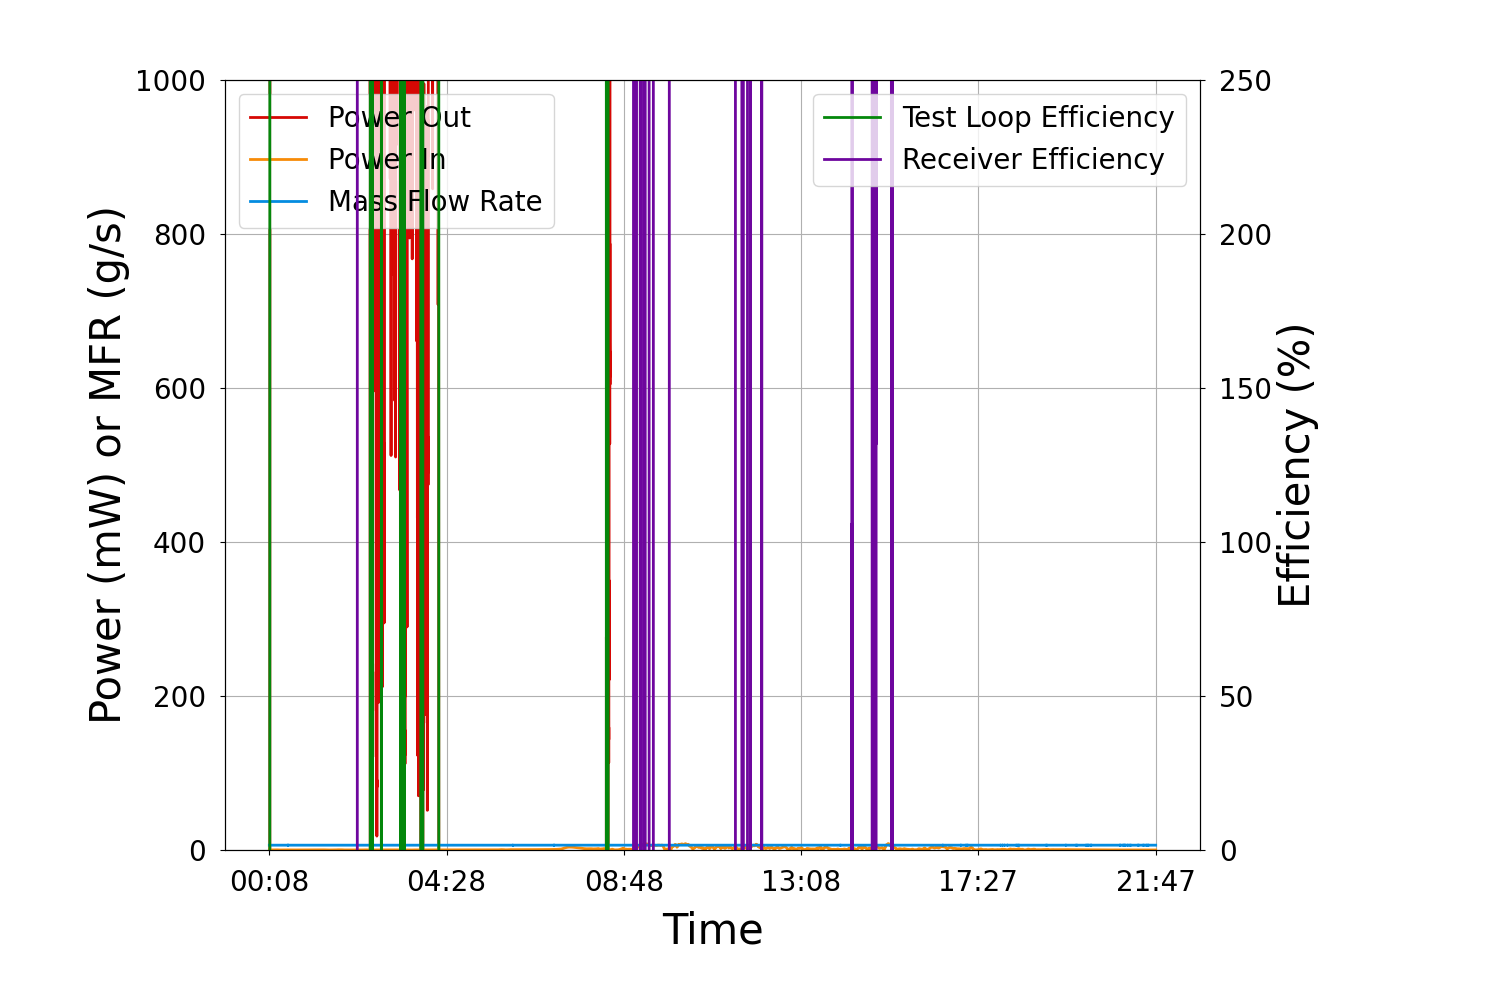 1000
800
600
400
200
0
Power (mW) or MFR (g/s)
Power Out
Power In
Mass Flow Rate
Test Loop Efficiency
Receiver Efficiency
250
200
150
100
50
0
Efficiency (%)
00:08 04:28 08:48 13:08 17:27 21:47
Time